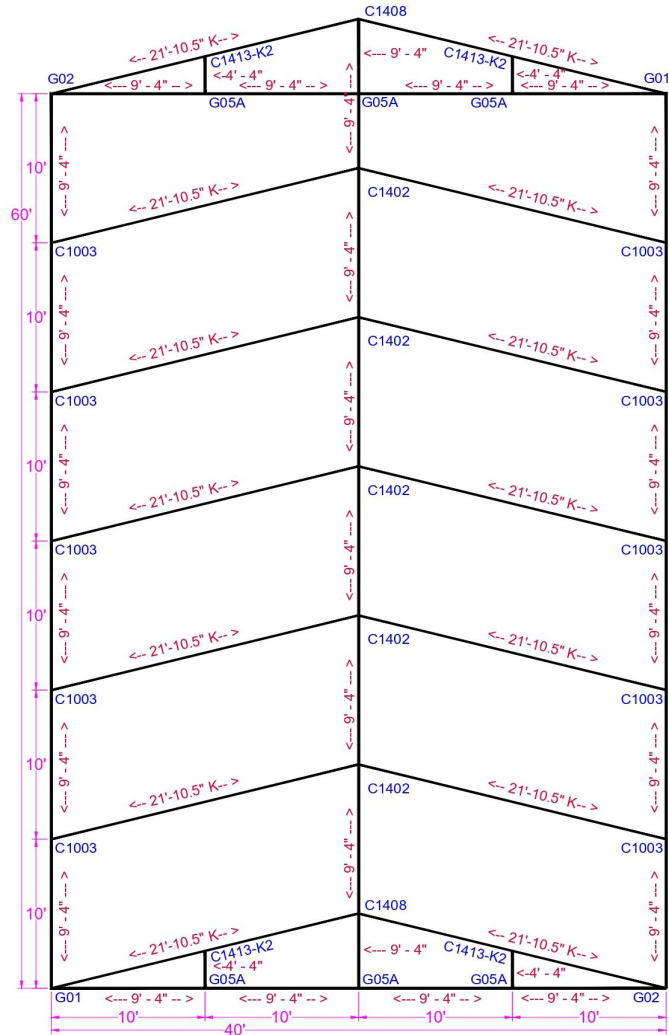 C1408
<-- 21'-10.5" K-- >
<-- 21'-10.5" K-- >
<--- 9' - 4"
C1413-K2
C1413-K2
G02
<-4' - 4"
<-4' - 4"
G01
<--- 9' - 4" -- >
<--- 9' - 4" -- >
<--- 9' - 4" -- >
<--- 9' - 4" -- >
G05A
G05A
G05A
<---- 9' - 4" ---- >
<---- 9' - 4' ---- >
<---- 9' - 4" ---- >
10'
60'
<-- 21'-10.5" K-- >
C1402
<-- 21'-10.5" K-- >
C1003
C1003
10'
<---- 9' - 4" ---- >
<---- 9' - 4" ---- >
<---- 9' - 4" ---- >
<-- 21'-10.5" K-- >
C1402
<-- 21'-10.5" K-- >
C1003
C1003
10'
<---- 9' - 4" ---- >
<---- 9' - 4" ---- >
<---- 9' - 4" ---- >
<-- 21'-10.5" K-- >
C1402
<-- 21'-10.5" K-- >
C1003
C1003
10'
<---- 9' - 4" ---- >
<---- 9' - 4" ---- >
<---- 9' - 4" ---- >
<-- 21'-10.5" K-- >
C1402
<-- 21'-10.5" K-- >
C1003
C1003
10'
<---- 9' - 4" ---- >
<---- 9' - 4" ---- >
<---- 9' - 4" ---- >
<-- 21'-10.5" K-- >
C1402
<-- 21'-10.5" K-- >
C1003
C1003
10'
<---- 9' - 4" ---- >
<---- 9' - 4" ---- >
<---- 9' - 4" ---- >
C1408
<-- 21'-10.5" K-- >
<-- 21'-10.5" K-- >
<--- 9' - 4"
C1413-K2
C1413-K2
<-4' - 4"
<-4' - 4"
G05A
G05A
G05A
G01
<--- 9' - 4" -- >
<--- 9' - 4" -- >
<--- 9' - 4" -- >
<--- 9' - 4" -- >
G02
10'
10'
10'
10'
40'